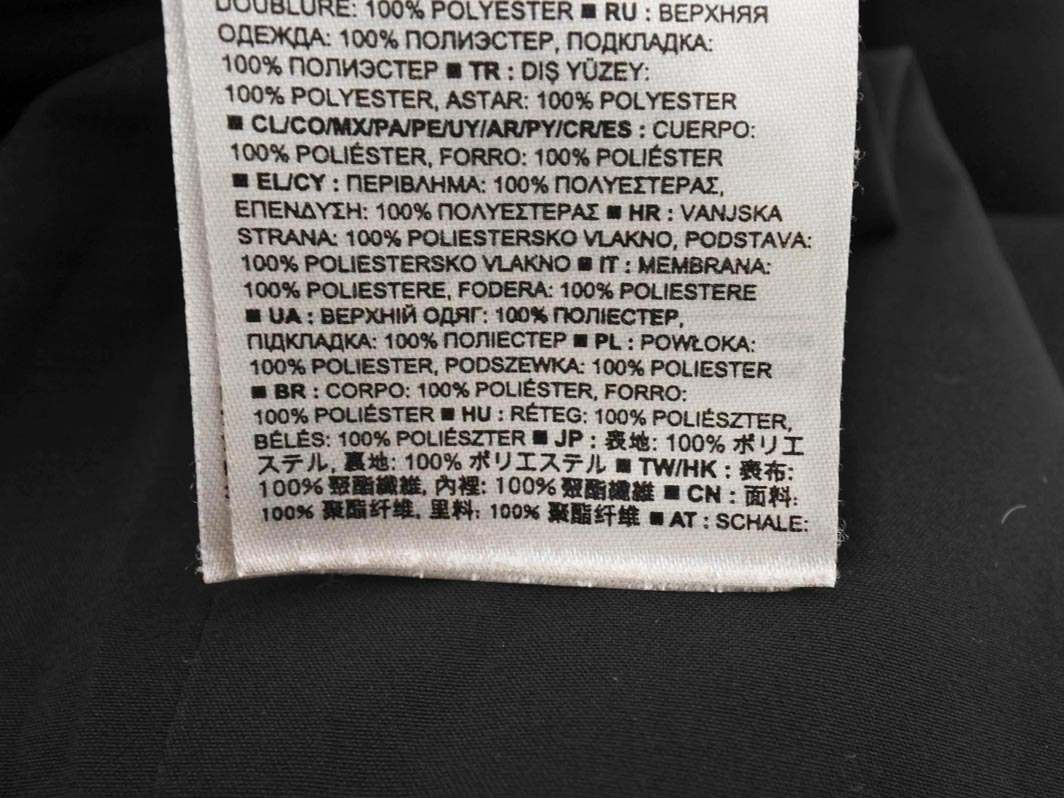 DOUBLURE: 100% POLYESTER ■ RU : ВЕРХНЯЯ
ОДЕЖДА: 100% ПОЛИЭСТЕР, ПОДКЛАДКА:
100% ПОЛИЭСТЕР ■ TR : DIŞ YÜZEY:
100% POLYESTER, ASTAR: 100% POLYESTER
■ CL/CO/MX/PA/PE/UY/AR/PY/CR/ES : CUERPO:
100% POLIÉSTER, FORRO: 100% POLIÉSTER
■ EL/CY : ΠΕΡΙΒΛΗΜΑ: 100% ΠΟΛΥΕΣΤΕΡΑΣ,
ΕΠΕΝΔΥΣΗ: 100% ΠΟΛΥΕΣΤΕΡΑΣ ■ HR : VANJSKA
STRANA: 100% POLIESTERSKO VLAKNO, PODSTAVA:
100% POLIESTERSKO VLAKNO ■ IT : MEMBRANA:
100% POLIESTERE, FODERA: 100% POLIESTERE
■ UA : ВЕРХНІЙ ОДЯГ: 100% ПОЛІЕСТЕР,
ПІДКЛАДКА: 100% ПОЛІЕСТЕР ■ PL : POWŁOKA:
100% POLIESTER, PODSZEWKA: 100% POLIESTER
■ BR : CORPO: 100% POLIÉSTER, FORRO:
100% POLIÉSTER ■ HU : RÉTEG: 100% POLIÉSZTER,
BÉLÉS: 100% POLIÉSZTER ■ JP : 表地: 100% ポリエ
ステル, 裏地: 100% ポリエステル ■ TW/HK : 表布:
100% 聚酯纖維, 內裡: 100% 聚酯纖維 ■ CN : 面料:
100% 聚酯纤维, 里料: 100% 聚酯纤维 ■ AT : SCHALE: